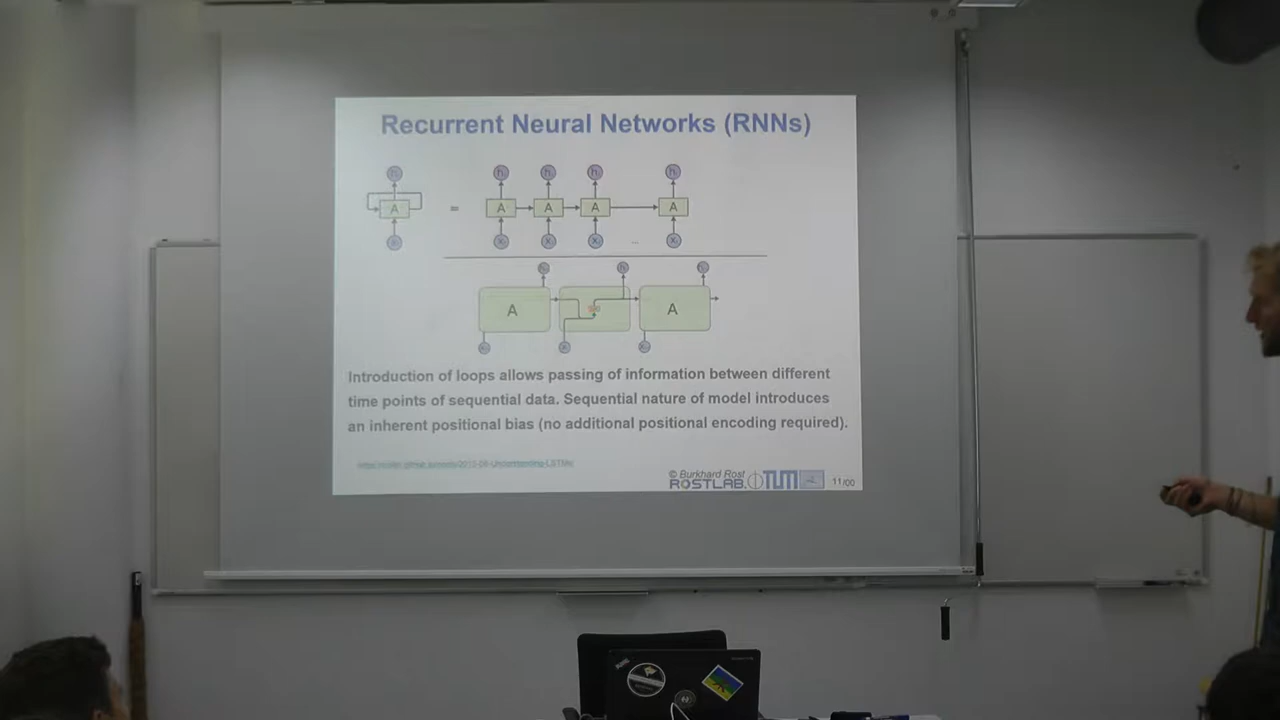 Recurrent Neural Networks (RNNs)
A = A A A A
...
A A
Introduction of loops allows passing of information between different
time points of sequential data. Sequential nature of model introduces
an inherent positional bias (no additional positional encoding required).
© Burkhard Rost
ROSTLAB TUM 11/00